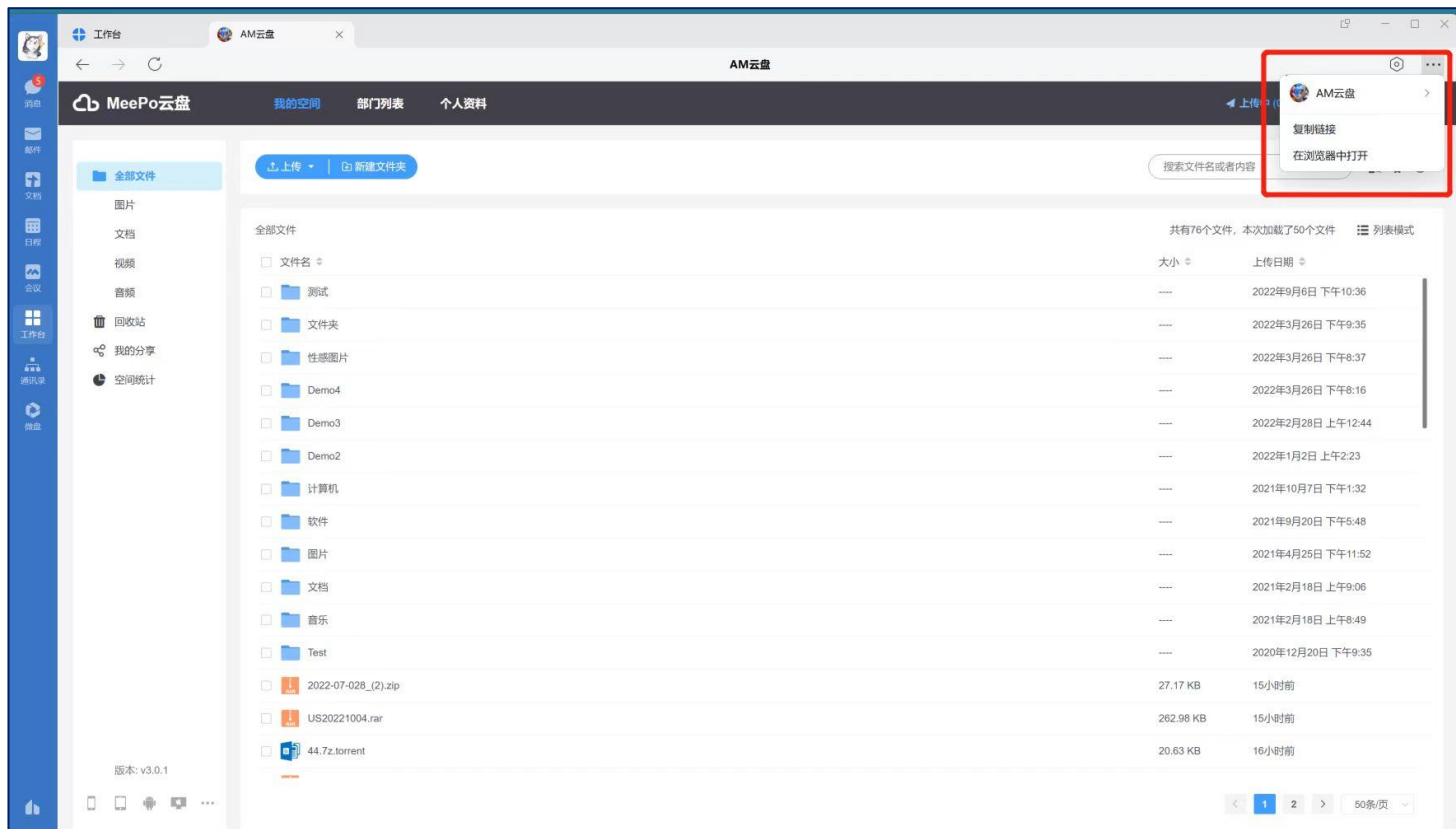 工作台
AM云盘
5
消息
邮件
文档
日程
会议
工作台
通讯录
微盘
AM云盘
MeePo云盘
我的空间 部门列表 个人资料
AM云盘
复制链接
在浏览器中打开
全部文件
图片
文档
视频
音频
回收站
我的分享
空间统计
版本: v3.0.1
上传 新建文件夹
搜索文件名或者内容
全部文件 共有76个文件，本次加载了50个文件 列表模式
文件名 大小 上传日期
测试 ---- 2022年9月6日 下午10:36
文件夹 ---- 2022年3月26日 下午9:35
性感图片 ---- 2022年3月26日 下午8:37
Demo4 ---- 2022年3月26日 下午8:16
Demo3 ---- 2022年2月28日 上午12:44
Demo2 ---- 2022年1月2日 上午2:23
计算机 ---- 2021年10月7日 下午1:32
软件 ---- 2021年9月20日 下午5:48
图片 ---- 2021年4月25日 下午11:52
文档 ---- 2021年2月18日 上午9:06
音乐 ---- 2021年2月18日 上午8:49
Test ---- 2020年12月20日 下午9:35
2022-07-028_(2).zip 27.17 KB 15小时前
US20221004.rar 262.98 KB 15小时前
44.7z.torrent 20.63 KB 16小时前
1 2 50条/页